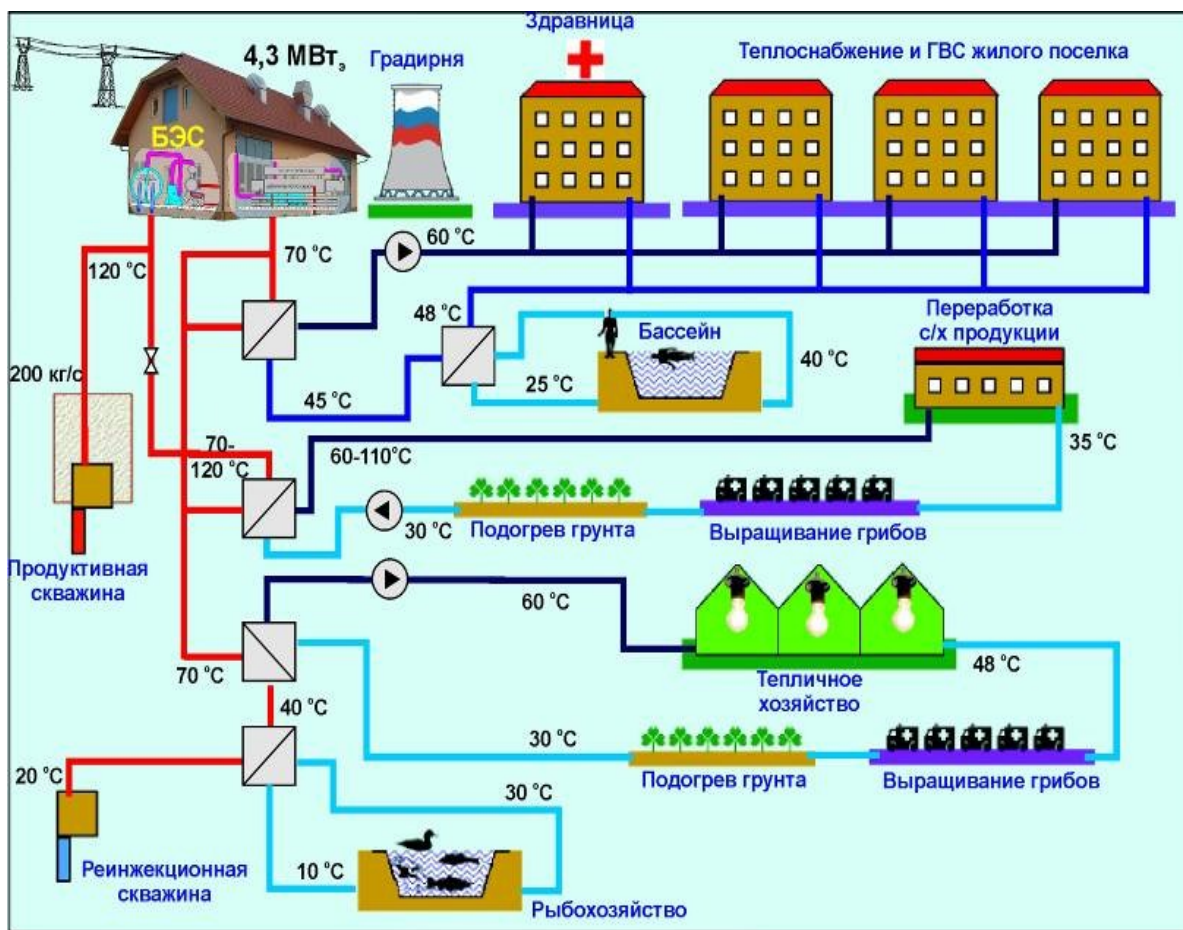 Здравница
4,3 МВтэ
Градирня
Теплоснабжение и ГВС жилого поселка
БЭС
120 °C
70 °C
60 °C
48 °C
Бассейн
Переработка
с/х продукции
40 °C
200 кг/с
45 °C
25 °C
70-
120 °C
60-110°C
35 °C
30 °C
Подогрев грунта
Выращивание грибов
Продуктивная
скважина
60 °C
70 °C
48 °C
Тепличное
хозяйство
40 °C
30 °C
20 °C
Подогрев грунта
Выращивание грибов
30 °C
10 °C
Реинжекционная
скважина
Рыбохозяйство